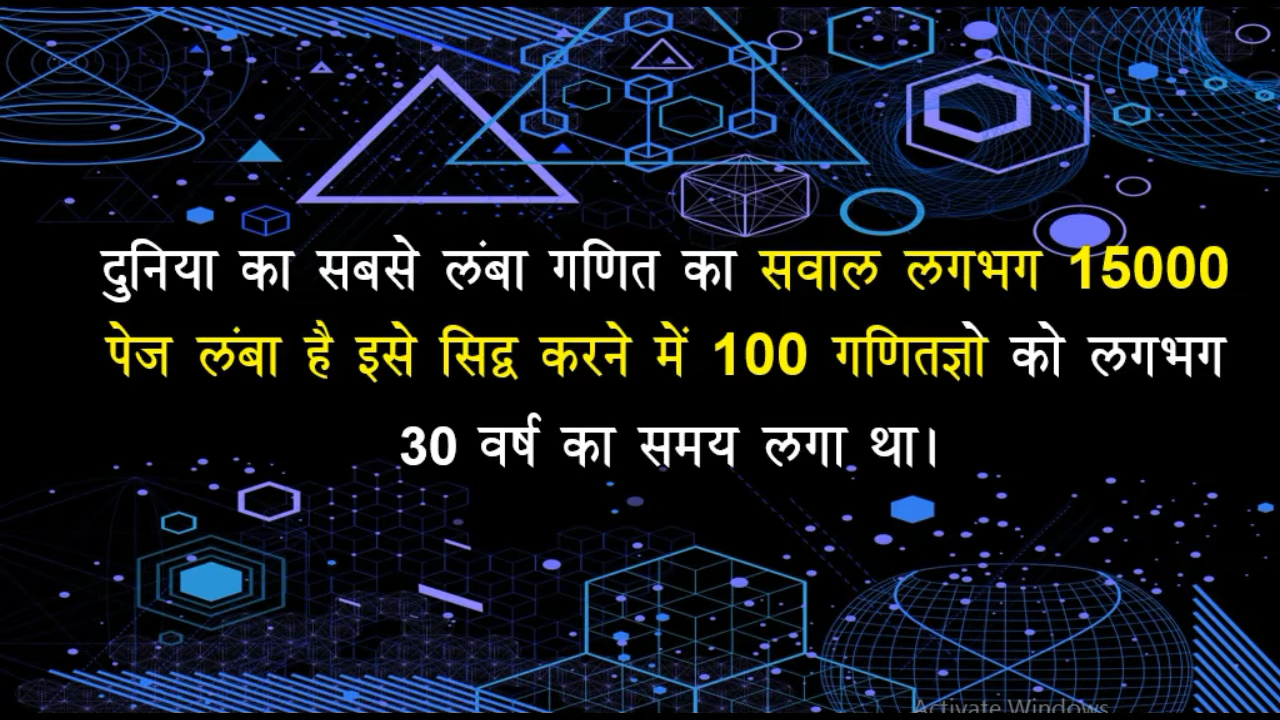 दुनिया का सबसे लंबा गणित का सवाल लगभग 15000
पेज लंबा है इसे सिद्व करने में 100 गणितज्ञो को लगभग
30 वर्ष का समय लगा था।
Activate Windows